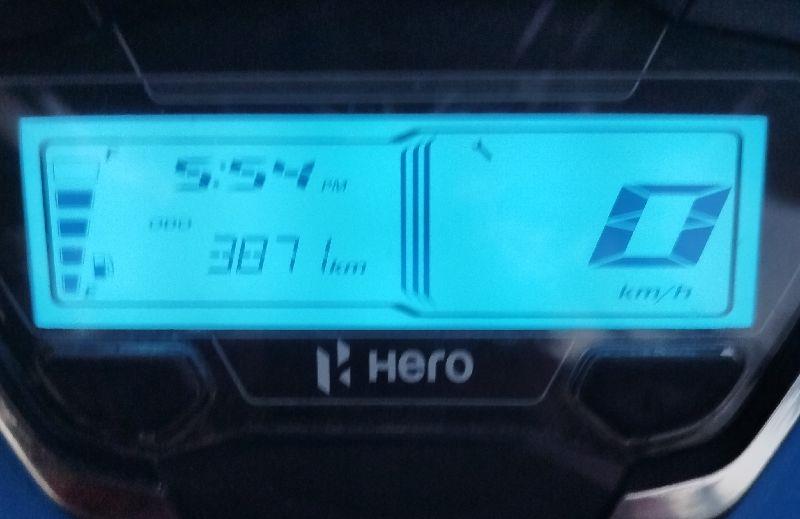 F
5:54 PM
ODO
3871 km
E
0
km/h
Hero